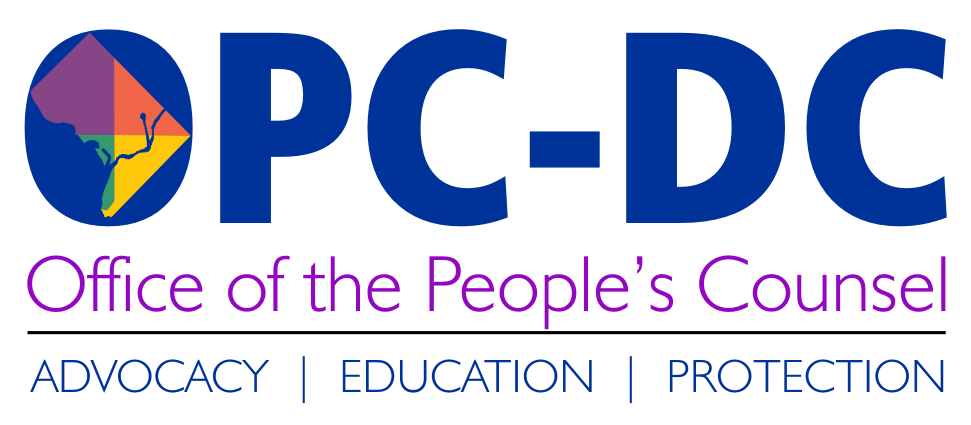 OPC-DC
Office of the People's Counsel
ADVOCACY | EDUCATION | PROTECTION